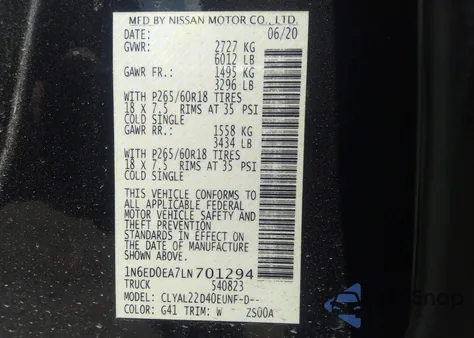 MFD BY NISSAN MOTOR CO., LTD.
DATE: 06/20
GVWR: 2727 KG
6012 LB
GAWR FR.: 1495 KG
3296 LB
WITH P265/60R18 TIRES
18 X 7.5 RIMS AT 35 PSI
COLD SINGLE
GAWR RR.: 1558 KG
3434 LB
WITH P265/60R18 TIRES
18 X 7.5 RIMS AT 35 PSI
COLD SINGLE
THIS VEHICLE CONFORMS TO
ALL APPLICABLE FEDERAL
MOTOR VEHICLE SAFETY AND
THEFT PREVENTION
STANDARDS IN EFFECT ON
THE DATE OF MANUFACTURE
SHOWN ABOVE.
1N6ED0EA7LN701294
TRUCK 540823
MODEL: CLYAL22D40EUNF-D--
COLOR: G41 TRIM: W ZS00A